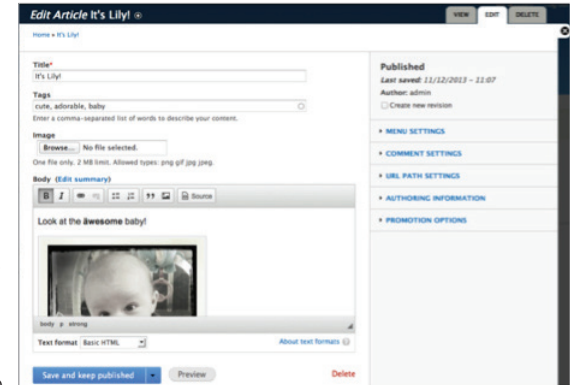 Edit Article It's Lily!
VIEW
EDIT
DELETE
Home » It's Lily!
Title*
It's Lily!
Tags
cute, adorable, baby
Enter a comma-separated list of words to describe your content.
Image
Browse... No file selected.
One file only. 2 MB limit. Allowed types: png gif jpg jpeg.
Body (Edit summary)
B I Source
Look at the awesome baby!
body p strong
Text format Basic HTML
About text formats
Save and keep published
Preview
Delete
Published
Last saved: 11/12/2013 - 11:07
Author: admin
Create new revision
MENU SETTINGS
COMMENT SETTINGS
URL PATH SETTINGS
AUTHORING INFORMATION
PROMOTION OPTIONS